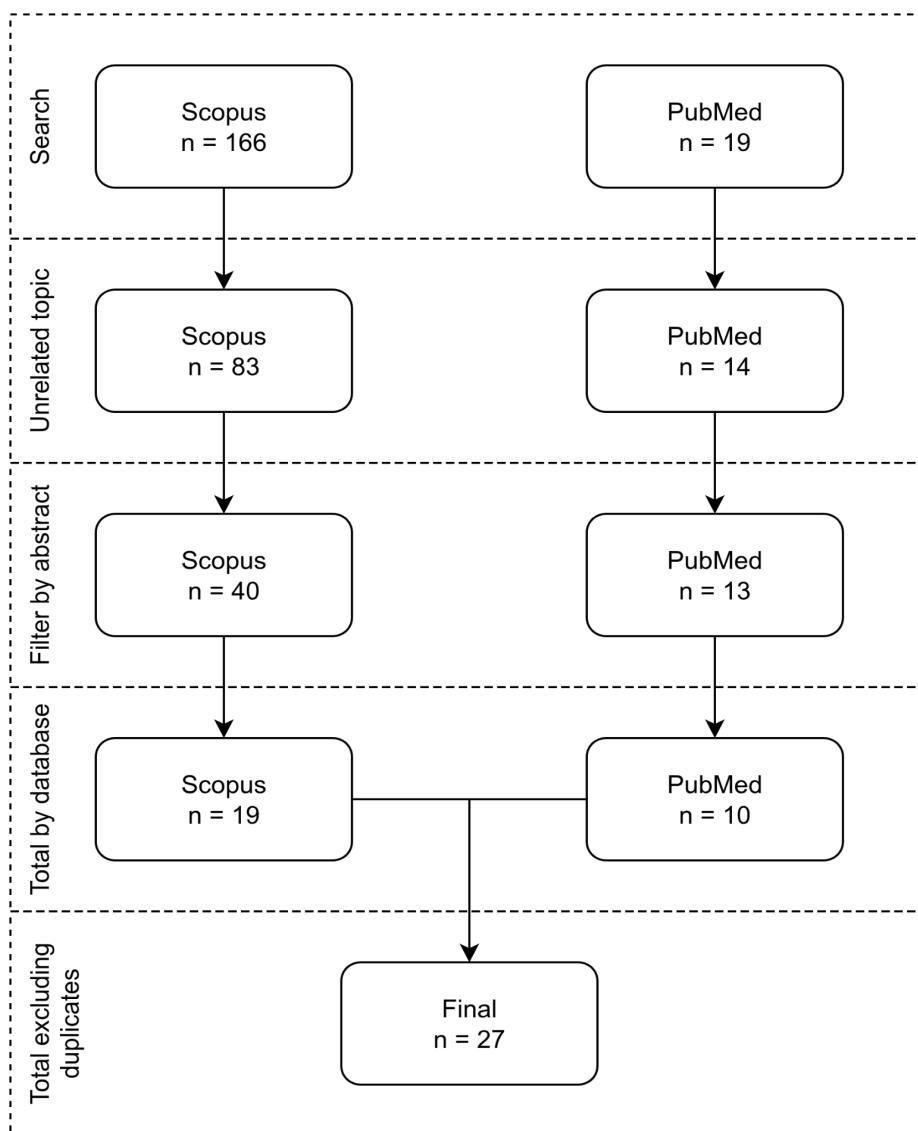 Search
Scopus
n = 166
PubMed
n = 19
Unrelated topic
Scopus
n = 83
PubMed
n = 14
Filter by abstract
Scopus
n = 40
PubMed
n = 13
Total by database
Scopus
n = 19
PubMed
n = 10
Total excluding
duplicates
Final
n = 27